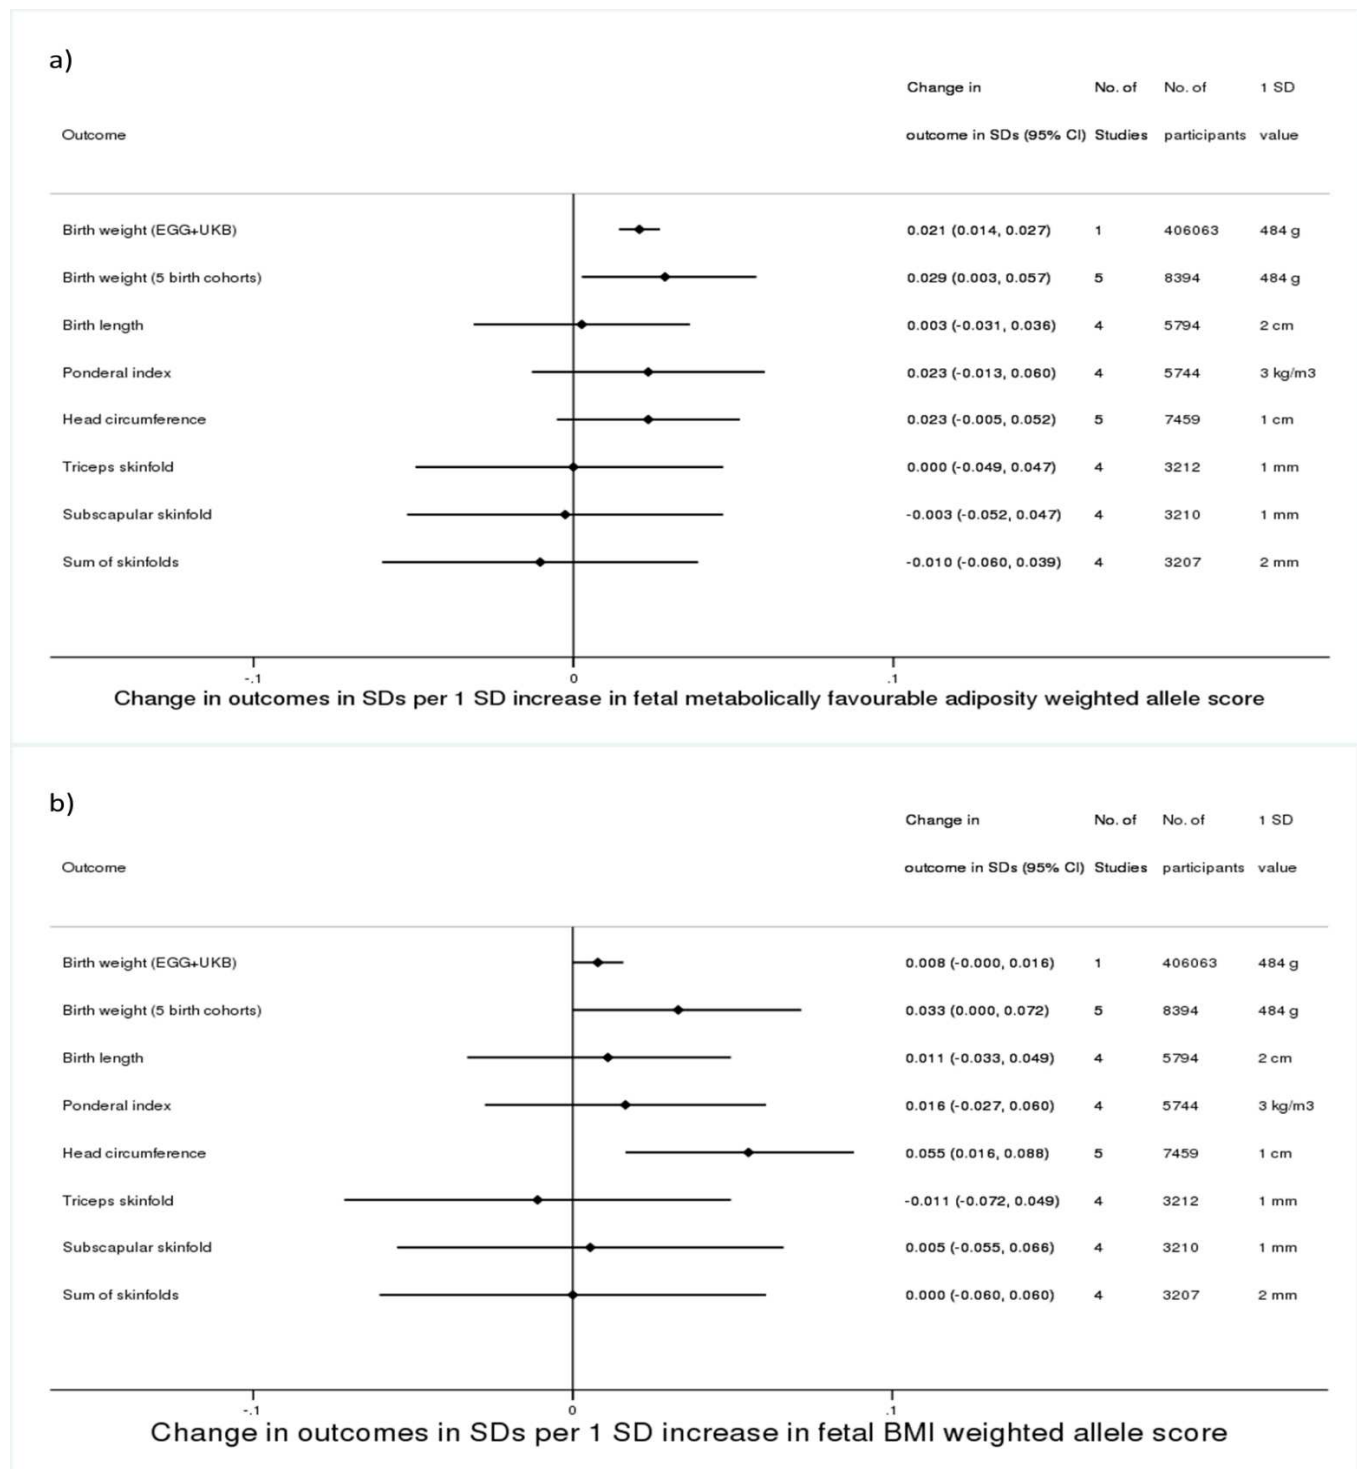 a)
Change in No. of No. of 1 SD
Outcome outcome in SDs (95% CI) Studies participants value
Birth weight (EGG+UKB) 0.021 (0.014, 0.027) 1 406063 484 g
Birth weight (5 birth cohorts) 0.029 (0.003, 0.057) 5 8394 484 g
Birth length 0.003 (-0.031, 0.036) 4 5794 2 cm
Ponderal index 0.023 (-0.013, 0.060) 4 5744 3 kg/m3
Head circumference 0.023 (-0.005, 0.052) 5 7459 1 cm
Triceps skinfold 0.000 (-0.049, 0.047) 4 3212 1 mm
Subscapular skinfold -0.003 (-0.052, 0.047) 4 3210 1 mm
Sum of skinfolds -0.010 (-0.060, 0.039) 4 3207 2 mm
-.1 0 .1
Change in outcomes in SDs per 1 SD increase in fetal metabolically favourable adiposity weighted allele score
b)
Change in No. of No. of 1 SD
Outcome outcome in SDs (95% CI) Studies participants value
Birth weight (EGG+UKB) 0.008 (-0.000, 0.016) 1 406063 484 g
Birth weight (5 birth cohorts) 0.033 (0.000, 0.072) 5 8394 484 g
Birth length 0.011 (-0.033, 0.049) 4 5794 2 cm
Ponderal index 0.016 (-0.027, 0.060) 4 5744 3 kg/m3
Head circumference 0.055 (0.016, 0.088) 5 7459 1 cm
Triceps skinfold -0.011 (-0.072, 0.049) 4 3212 1 mm
Subscapular skinfold 0.005 (-0.055, 0.066) 4 3210 1 mm
Sum of skinfolds 0.000 (-0.060, 0.060) 4 3207 2 mm
-.1 0 .1
Change in outcomes in SDs per 1 SD increase in fetal BMI weighted allele score